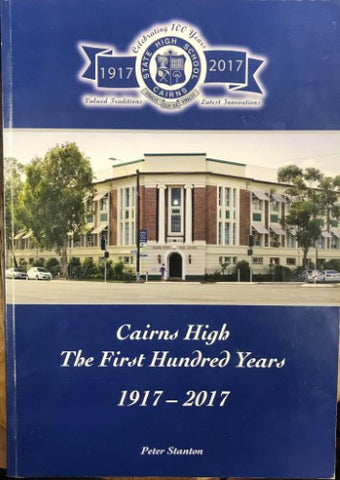 Celebrating 100 Years
1917
2017
STATE HIGH SCHOOL
CAIRNS
Valued Traditions
Latest Innovations
Cairns High
The First Hundred Years
1917 – 2017
Peter Stanton